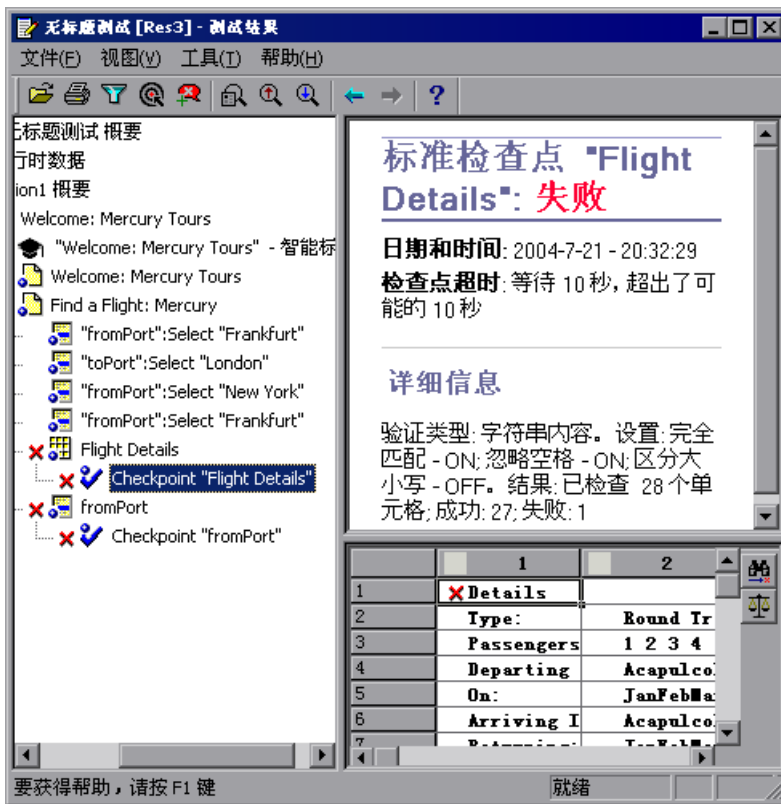 无标题测试 [Res3] - 测试结果
文件(F) 视图(V) 工具(T) 帮助(H)
标题测试 概要
行时数据
ion1 概要
Welcome: Mercury Tours
"Welcome: Mercury Tours" - 智能标
Welcome: Mercury Tours
Find a Flight: Mercury
"fromPort":Select "Frankfurt"
"toPort":Select "London"
"fromPort":Select "New York"
"fromPort":Select "Frankfurt"
Flight Details
Checkpoint "Flight Details"
fromPort
Checkpoint "fromPort"
标准检查点 "Flight
Details": 失败
日期和时间: 2004-7-21 - 20:32:29
检查点超时: 等待 10 秒, 超出了可
能的 10 秒
详细信息
验证类型: 字符串内容。设置: 完全
匹配 - ON; 忽略空格 - ON; 区分大
小写 - OFF。结果: 已检查 28 个单
元格; 成功: 27; 失败: 1
1 2
1 Details
2 Type: Round Tr
3 Passengers 1 2 3 4
4 Departing Acapulco
5 On: JanFebMa
6 Arriving I Acapulco
7
要获得帮助，请按 F1 键
就绪